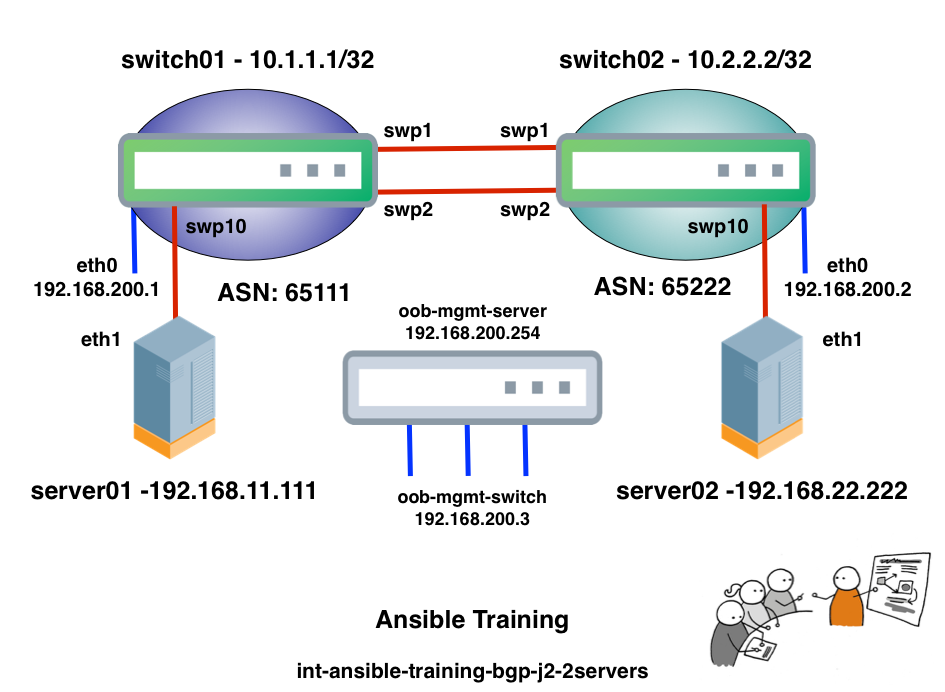 switch01 - 10.1.1.1/32
switch02 - 10.2.2.2/32
swp1
swp1
swp2
swp2
swp10
swp10
eth0
192.168.200.1
eth0
192.168.200.2
ASN: 65111
ASN: 65222
oob-mgmt-server
192.168.200.254
eth1
eth1
server01 -192.168.11.111
server02 -192.168.22.222
oob-mgmt-switch
192.168.200.3
Ansible Training
int-ansible-training-bgp-j2-2servers